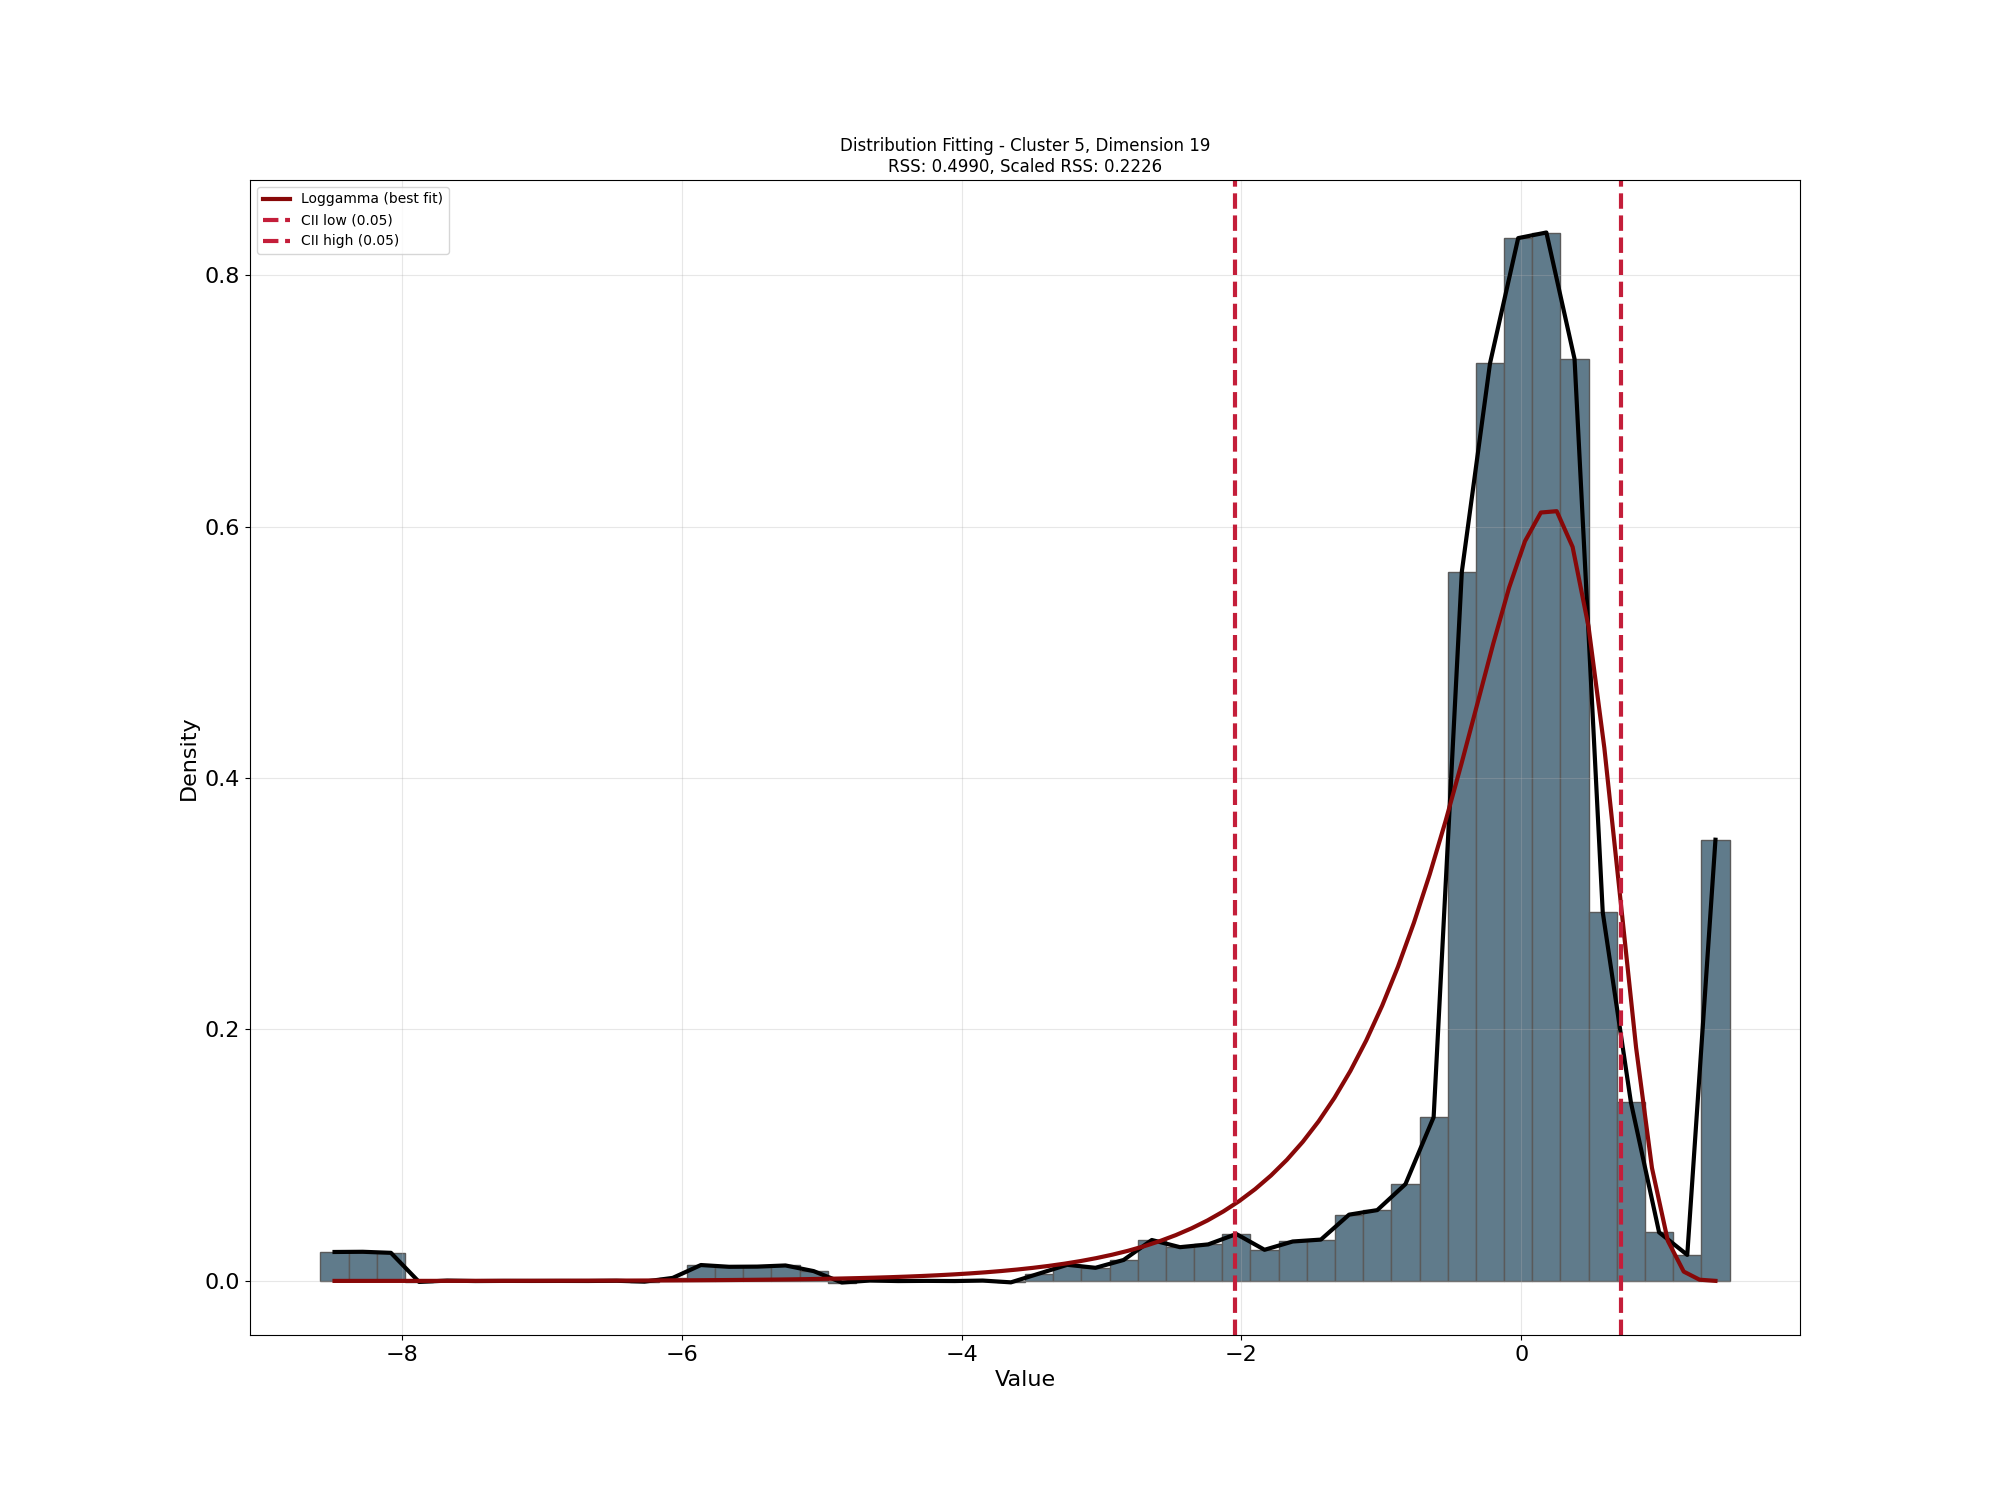 Distribution Fitting - Cluster 5, Dimension 19
RSS: 0.4990, Scaled RSS: 0.2226
Loggamma (best fit)
CII low (0.05)
CII high (0.05)
Density
0.8
0.6
0.4
0.2
0.0
−8 −6 −4 −2 0
Value